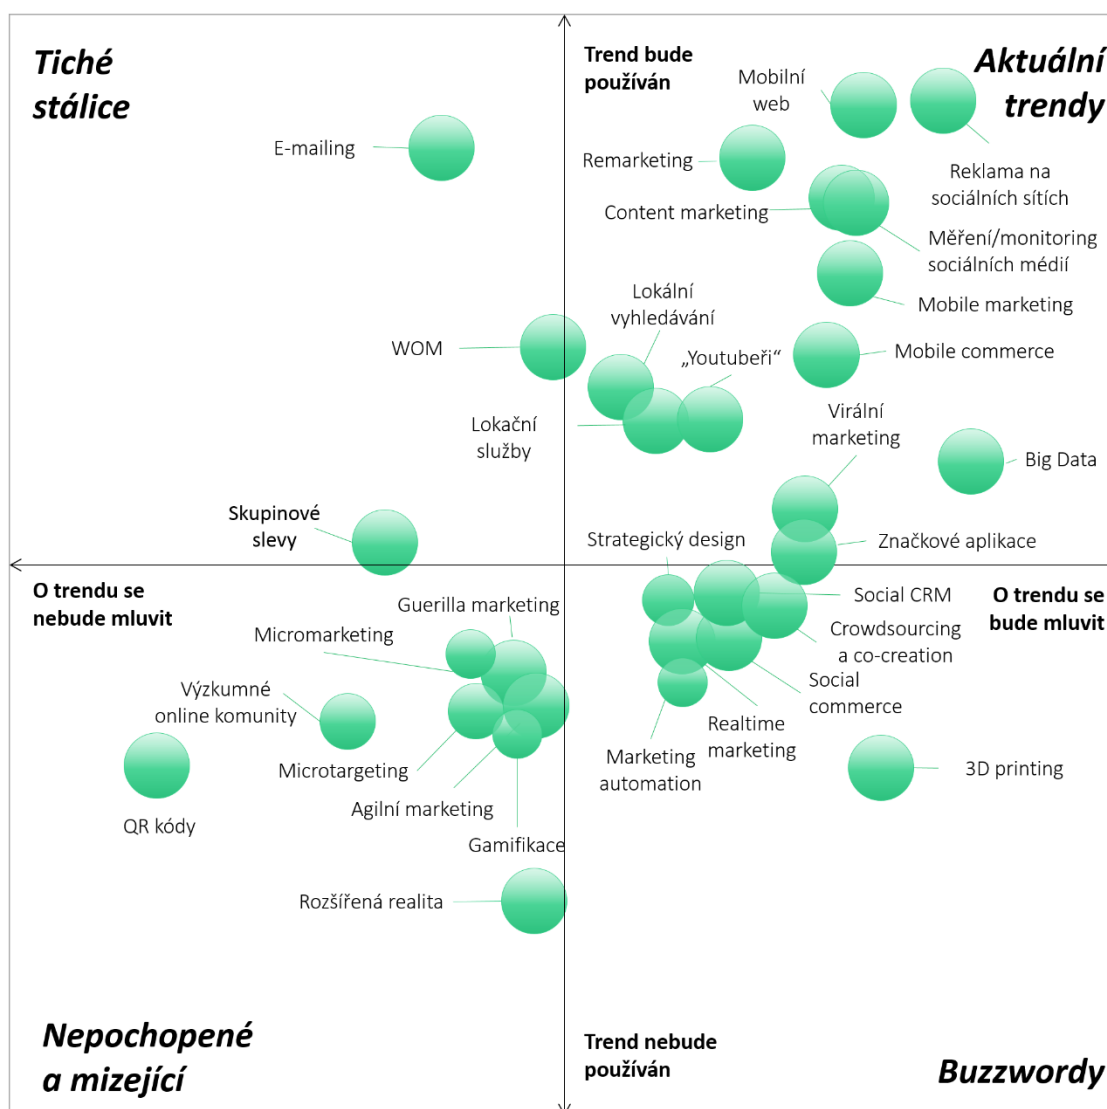 Tiché
stálice
Trend bude
používán
Aktuální
trendy
Mobilní
web
E-mailing
Remarketing
Reklama na
sociálních sítích
Content marketing
Měření/monitoring
sociálních médií
Lokální
vyhledávání
Mobile marketing
WOM
„Youtubeři“
Mobile commerce
Lokační
služby
Virální
marketing
Big Data
Skupinové
slevy
Strategický design
Značkové aplikace
O trendu se
nebude mluvit
Guerilla marketing
Social CRM
O trendu se
bude mluvit
Micromarketing
Crowdsourcing
a co-creation
Výzkumné
online komunity
Social
commerce
Realtime
marketing
Microtargeting
Marketing
automation
3D printing
Agilní marketing
QR kódy
Gamifikace
Rozšířená realita
Nepochopené
a mizející
Trend nebude
používán
Buzzwordy